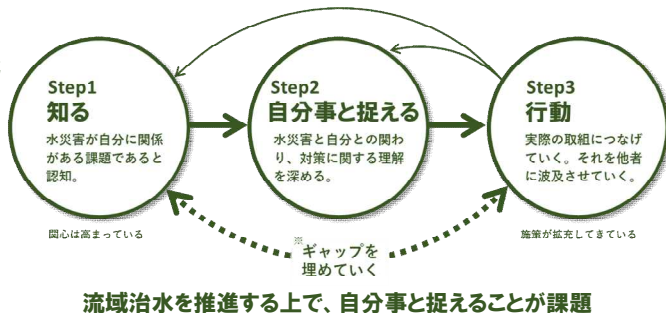 Step1
知る
水災害が自分に関係
がある課題であると
認知。
関心は高まっている
Step2
自分事と捉える
水災害と自分との関わ
り、対策に関する理解
を深める。
Step3
行動
実際の取組につなげ
ていく。それを他者
に波及させていく。
施策が拡充してきている
※ギャップを
埋めていく
流域治水を推進する上で、自分事と捉えることが課題